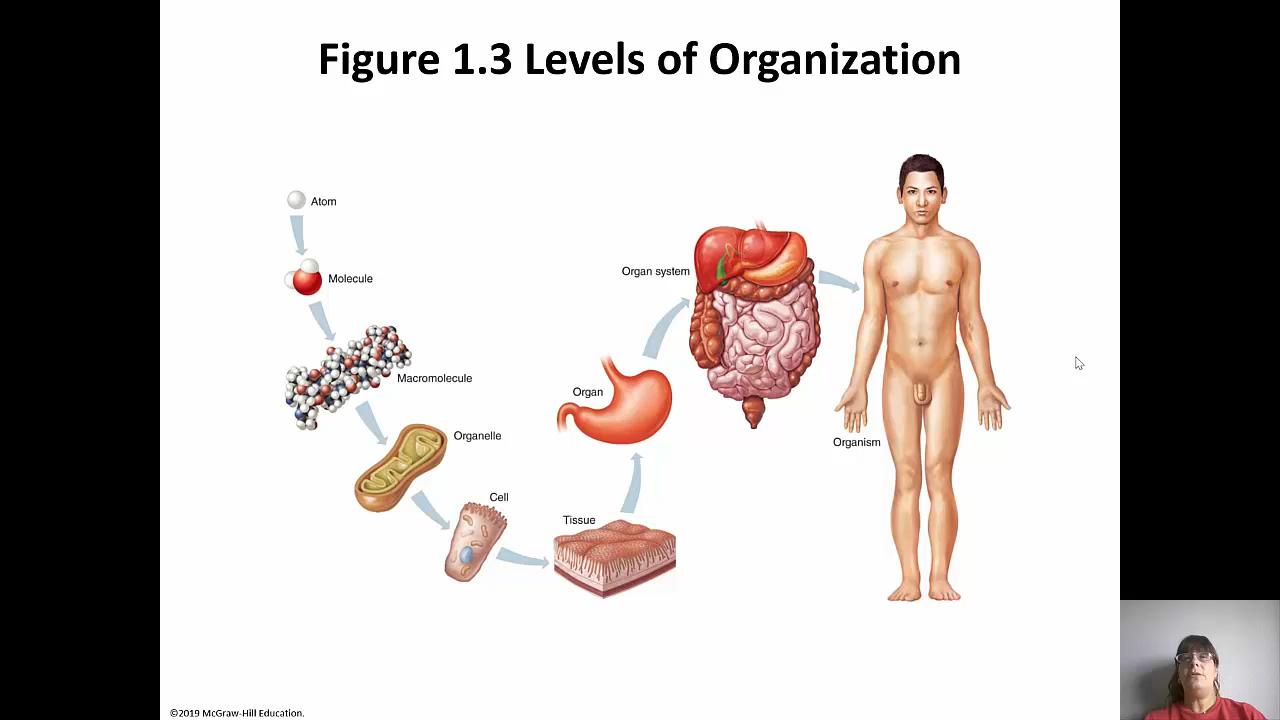 Figure 1.3 Levels of Organization
Atom
Molecule
Macromolecule
Organelle
Cell
Tissue
Organ
Organ system
Organism
©2019 McGraw-Hill Education.